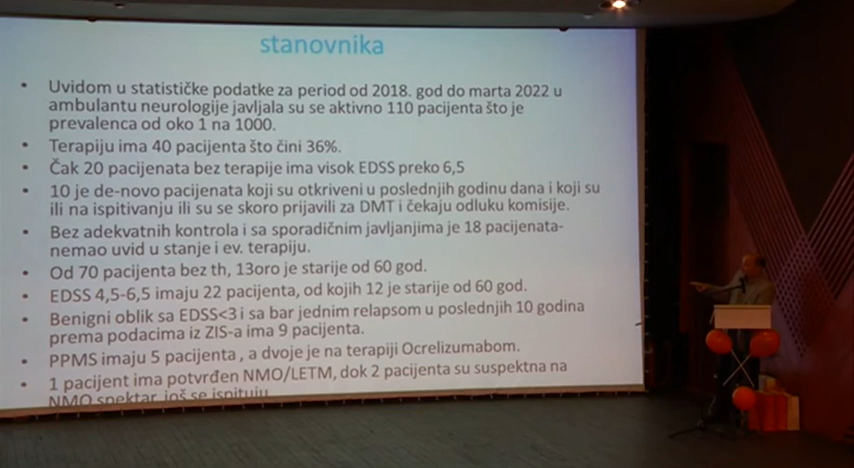 stanovnika
• Uvidom u statističke podatke za period od 2018. god do marta 2022 u
ambulantu neurologije javljala su se aktivno 110 pacijenta što je
prevalenca od oko 1 na 1000.
• Terapiju ima 40 pacijenta što čini 36%.
• Čak 20 pacijenata bez terapije ima visok EDSS preko 6,5
• 10 je de-novo pacijenata koji su otkriveni u poslednjih godinu dana i koji su
ili na ispitivanju ili su se skoro prijavili za DMT i čekaju odluku komisije.
• Bez adekvatnih kontrola i sa sporadičnim javljanjima je 18 pacijenata-
nemao uvid u stanje i ev. terapiju.
• Od 70 pacijenta bez th, 13oro je starije od 60 god.
• EDSS 4,5-6,5 imaju 22 pacijenta, od kojih 12 je starije od 60 god.
• Benigni oblik sa EDSS<3 i sa bar jednim relapsom u poslednjih 10 godina
prema podacima iz ZIS-a ima 9 pacijenta.
• PPMS imaju 5 pacijenta , a dvoje je na terapiji Ocrelizumabom.
• 1 pacijent ima potvrđen NMO/LETM, dok 2 pacijenta su suspektna na
NMO spektar, još se ispituju